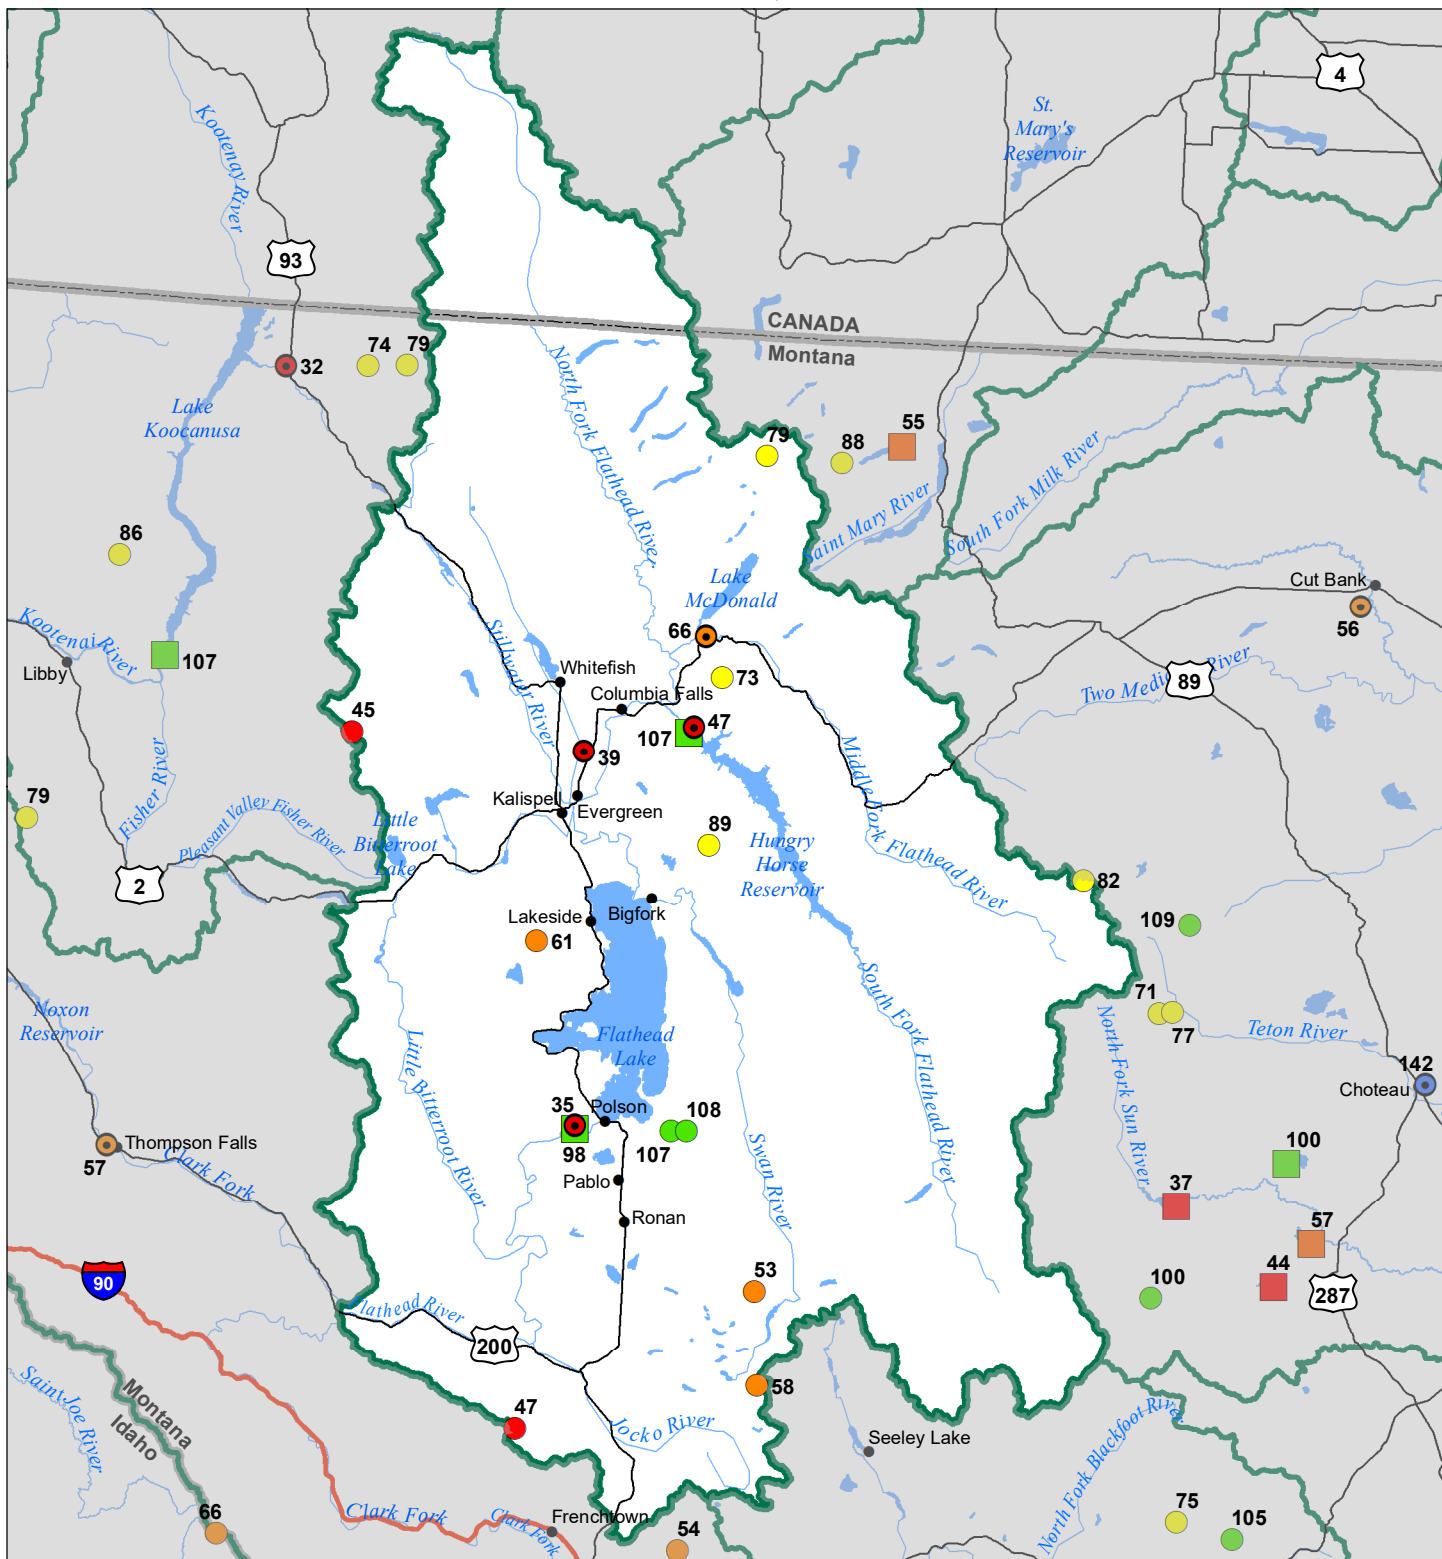 4
St.
Mary's
Reservoir
Kootenay River
93
CANADA
Montana
32
74
79
North Fork Flathead River
Lake
Koocanusa
79
88
55
Saint Mary River
South Fork Milk River
86
Lake
McDonald
Cut Bank
56
Kootenai River
Libby
107
66
Stillwater River
Whitefish
73
Columbia Falls
Two Medic River
89
45
47
107
39
Middle Fork Flathead River
79
Fisher River
Pleasant Valley Fisher River
Kalispell
Evergreen
Little
Bitterroot
Lake
89
Hungry
Horse
Reservoir
2
82
Lakeside
Bigfork
109
61
South Fork Flathead River
Noxon
Reservoir
71
77
North Fork Sun River
Teton River
Flathead
Lake
Little Bitterroot River
142
Choteau
35
98
Polson
108
107
Swan River
Thompson Falls
57
Clark Fork
100
Pablo
37
Ronan
57
90
53
100
44
287
Flathead River
200
58
Saint Joe River
Montana
Idaho
47
Jocko River
Seeley Lake
North Fork Blackfoot River
66
Clark Fork
Clark Fork
Frenchtown
54
75
105